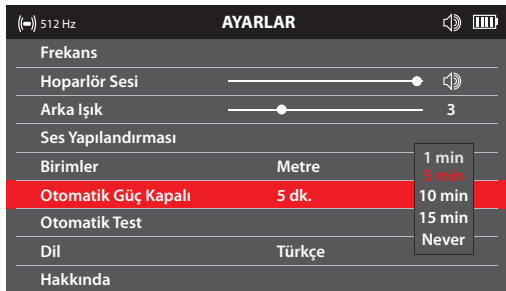 512 Hz AYARLAR
Frekans
Hoparlör Sesi
Arka Işık 3
Ses Yapılandırması
Birimler Metre
Otomatik Güç Kapalı 5 dk.
Otomatik Test
Dil Türkçe
Hakkında
1 min
5 min
10 min
15 min
Never